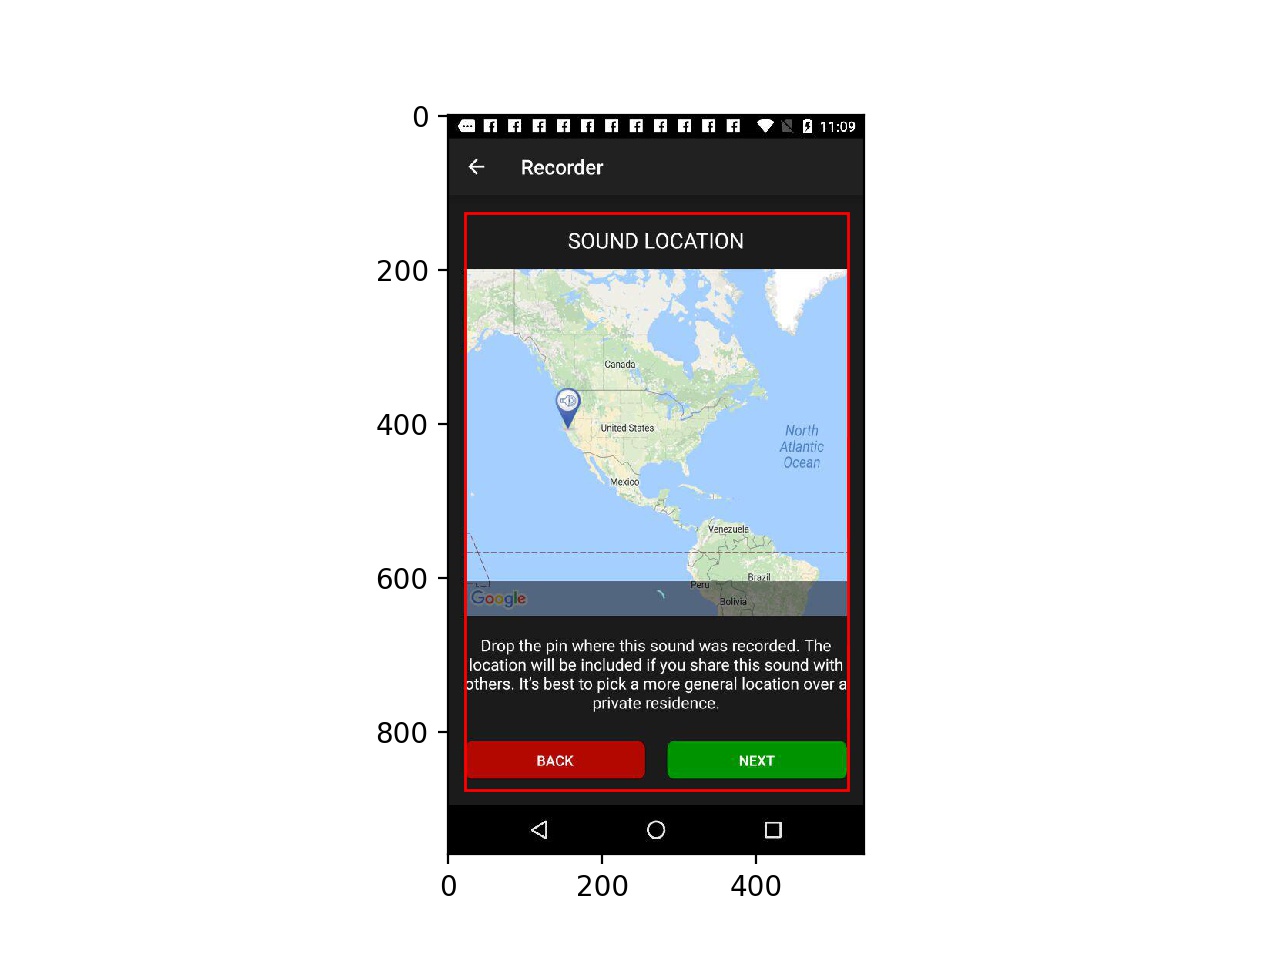 0
11:09
Recorder
SOUND LOCATION
200
Canada
400
United States
North
Atlantic
Ocean
Mexico
Venezuela
600
Peru
Brazil
Google
Bolivia
Drop the pin where this sound was recorded. The
location will be included if you share this sound with
others. It's best to pick a more general location over a
private residence.
800
BACK
NEXT
0
200
400